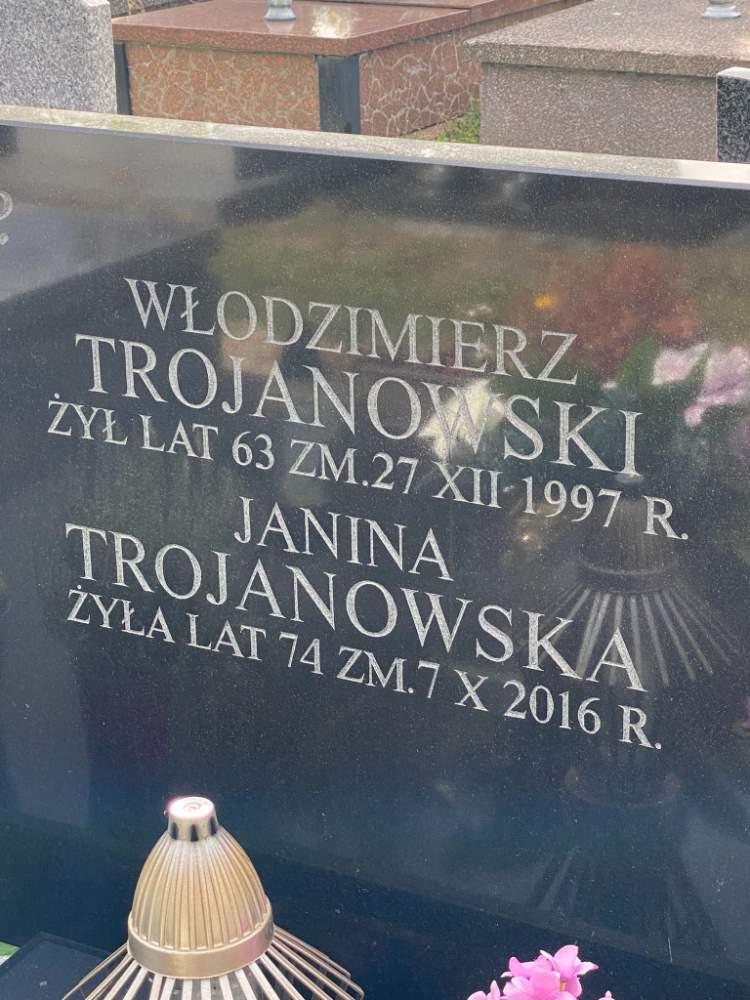 WŁODZIMIERZ
TROJANOWSKI
ŻYŁ LAT 63 ZM.27 XII 1997 R.
JANINA
TROJANOWSKA
ŻYŁA LAT 74 ZM.7 X 2016 R.